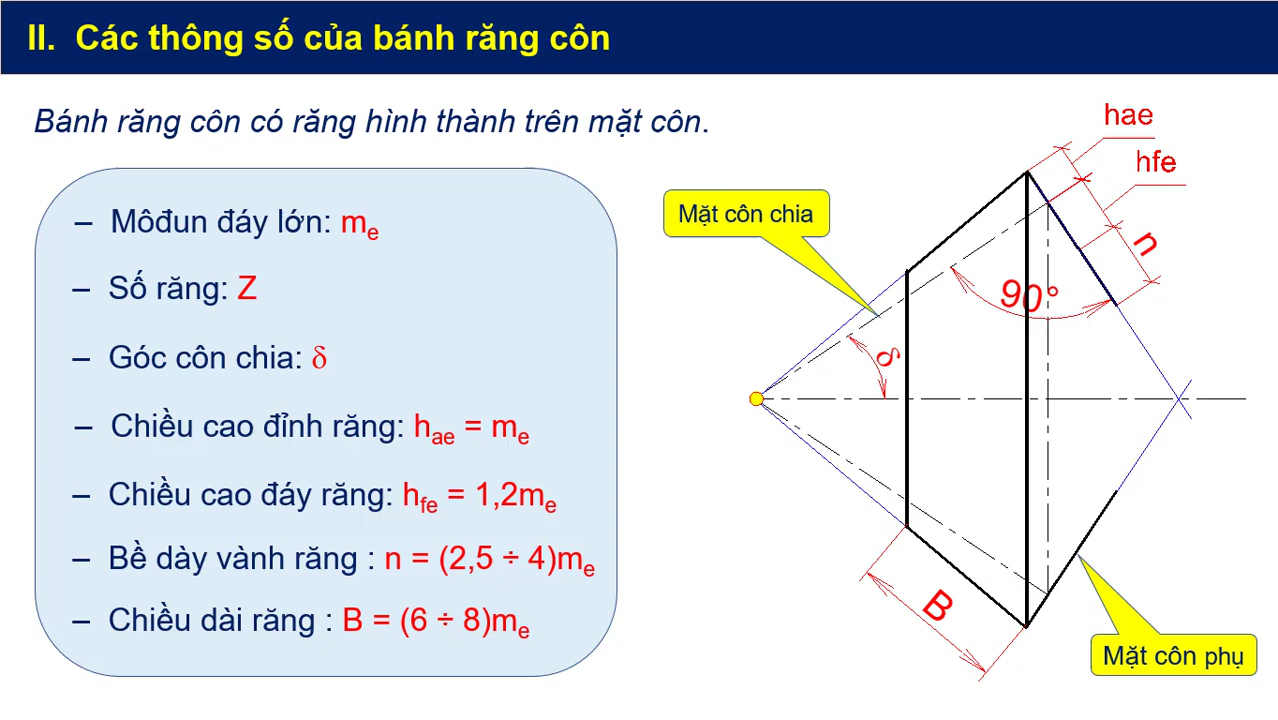 II. Các thông số của bánh răng côn
Bánh răng côn có răng hình thành trên mặt côn.
– Môđun đáy lớn: me
– Số răng: Z
– Góc côn chia: δ
– Chiều cao đỉnh răng: hae = me
– Chiều cao đáy răng: hfe = 1,2me
– Bề dày vành răng : n = (2,5 ÷ 4)me
– Chiều dài răng : B = (6 ÷ 8)me
hae
hfe
n
Mặt côn chia
90°
δ
B
Mặt côn phụ